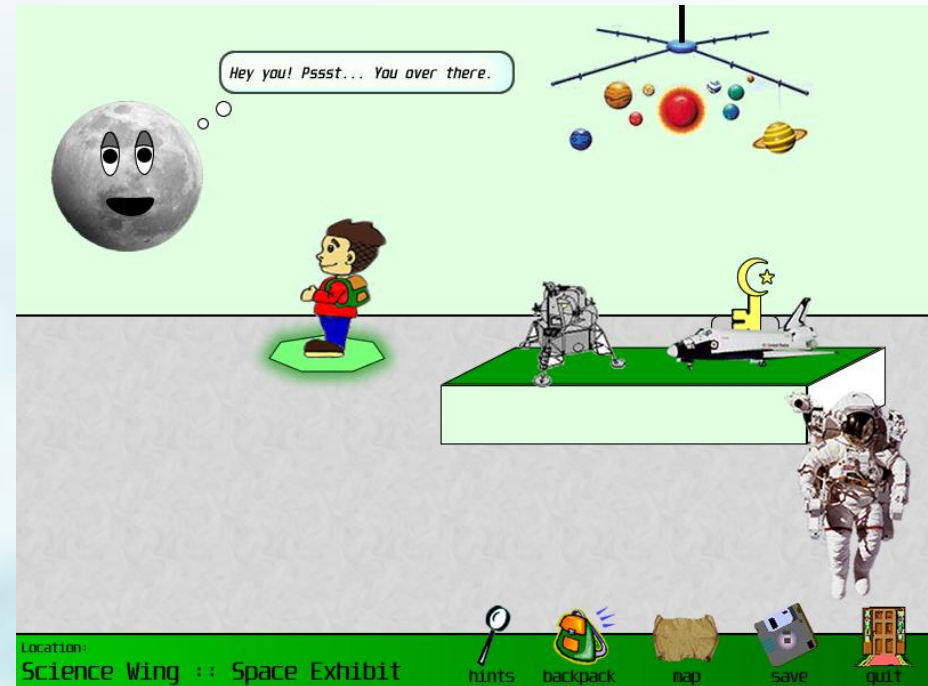 Hey you! Pssst... You over there.
Location:
Science Wing :: Space Exhibit
hints
backpack
map
save
quit